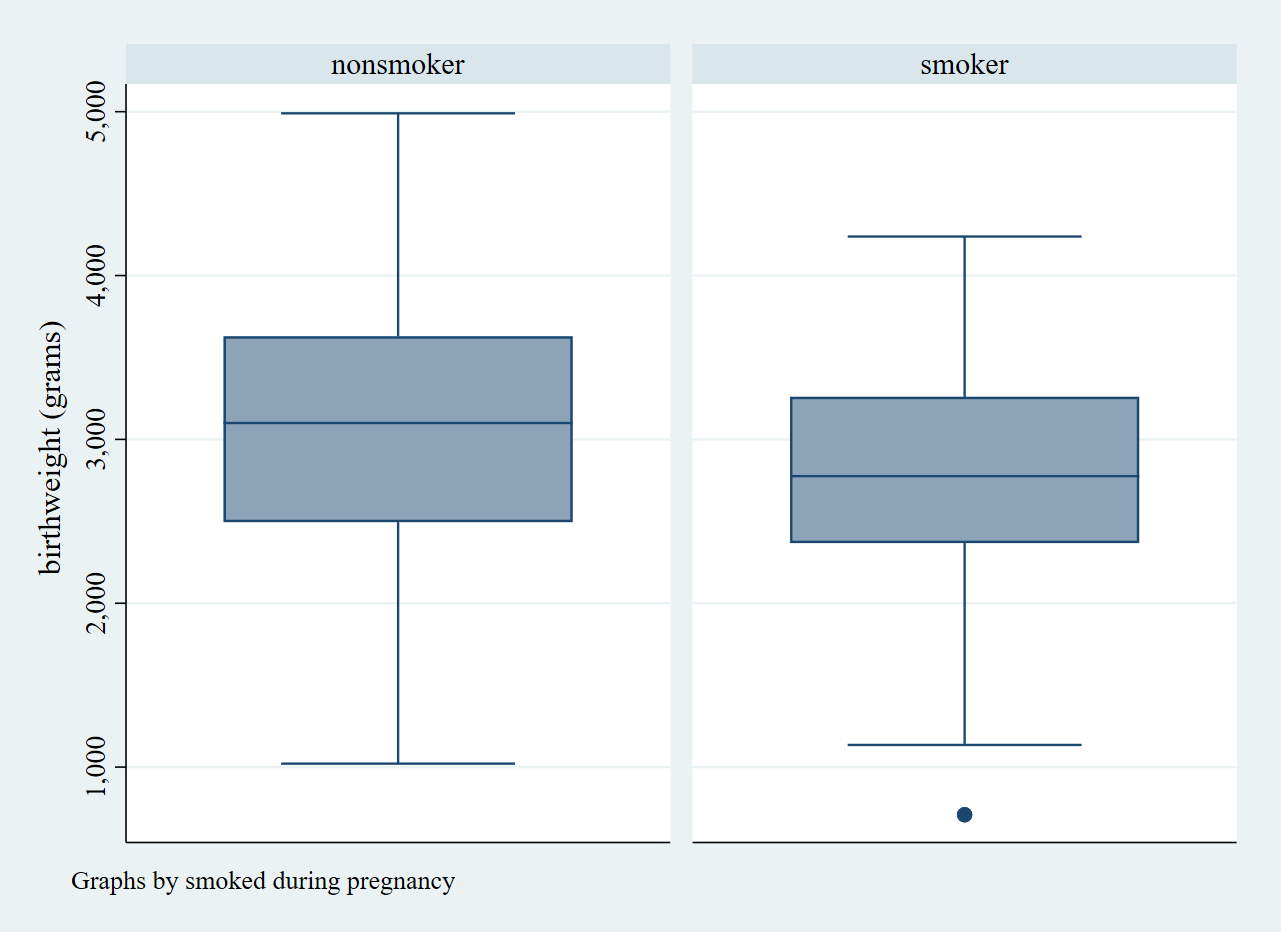 nonsmoker
smoker
birthweight (grams)
5,000
4,000
3,000
2,000
1,000
Graphs by smoked during pregnancy